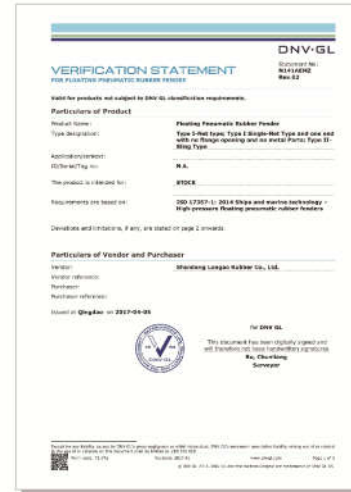 DNV·GL
VERIFICATION STATEMENT
FOR FLOATING PNEUMATIC RUBBER FENDER
Statement No:
N141AEMZ
Rev 02
Valid for products not subject to DNV GL classification requirements.
Particulars of Product
Product Name: Floating Pneumatic Rubber Fender
Type designation: Type I-Net type; Type I Single-Net Type and one end
with no flange opening and no metal Parts; Type II-
Sling Type
Application/context:
ID/Serial/Tag no: N.A.
The product is intended for: STOCK
Requirements are based on: ISO 17357-1: 2014 Ships and marine technology -
High-pressure floating pneumatic rubber fenders
Deviations and limitations, if any, are stated on page 2 onwards
Particulars of Vendor and Purchaser
Vendor: Shandong Longao Rubber Co., Ltd.
Vendor reference:
Purchaser:
Purchaser reference:
Issued at Qingdao on 2017-04-05
for DNV GL
This document has been digitally signed and
will therefore not have handwritten signatures
Surveyor